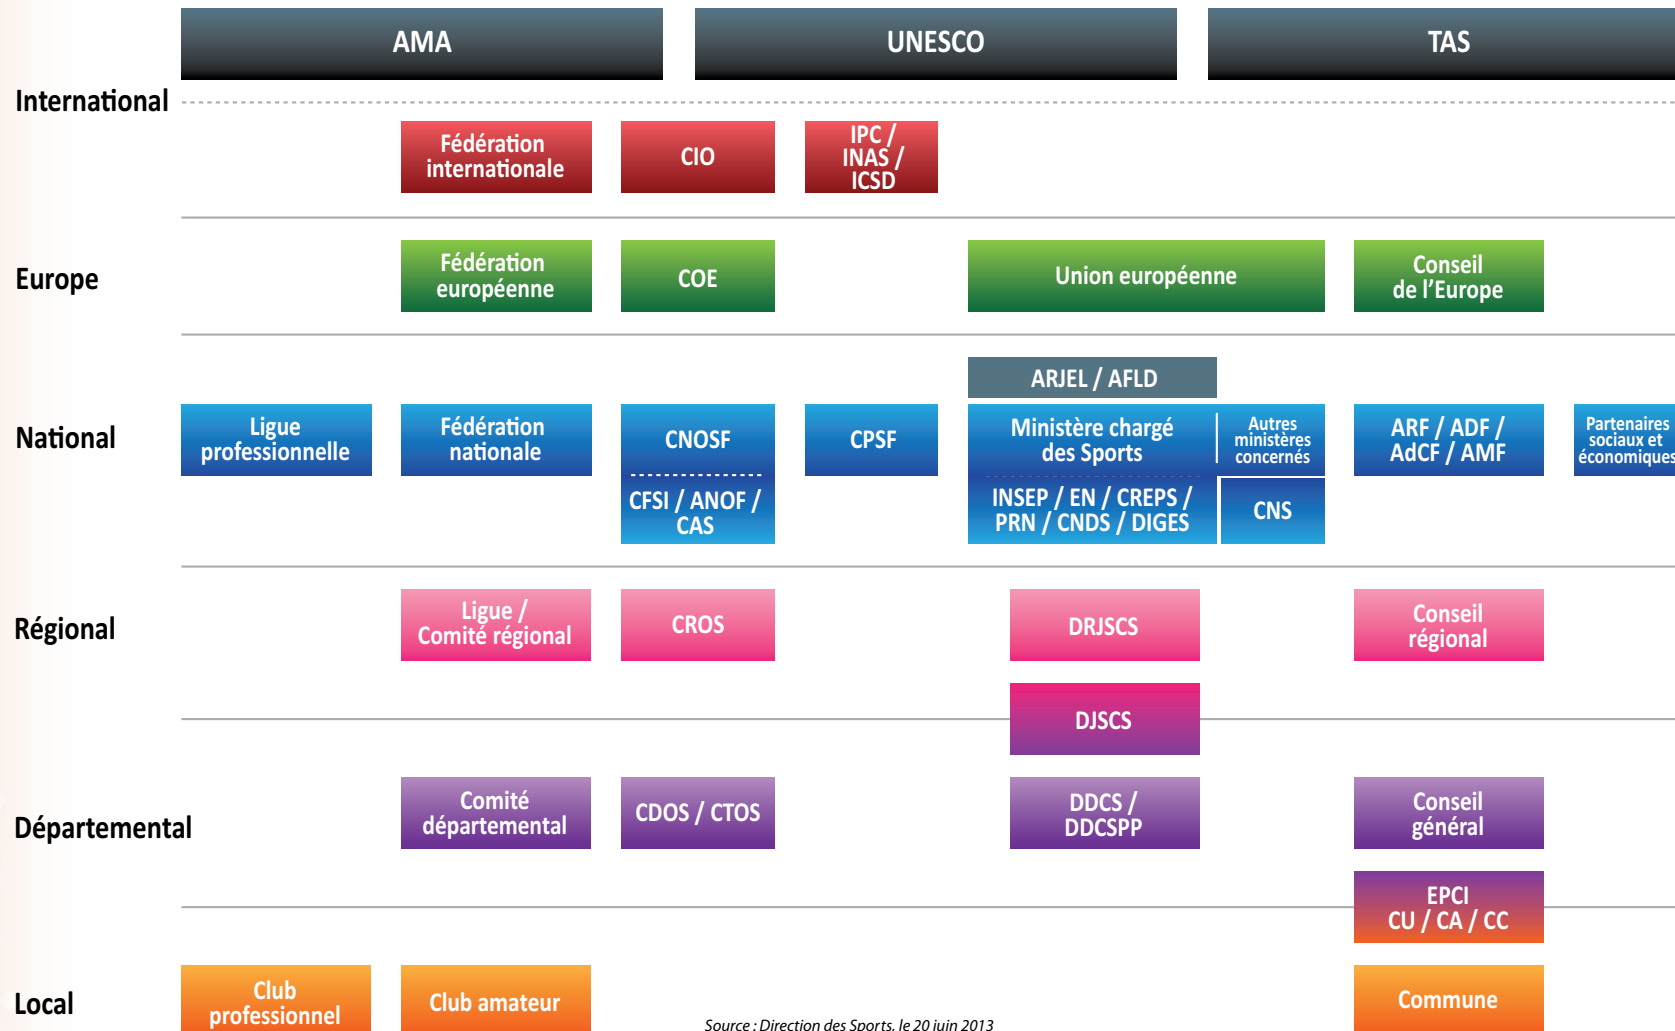 AMA
UNESCO
TAS
International
Fédération
internationale
CIO
IPC /
INAS /
ICSD
Europe
Fédération
européenne
COE
Union européenne
Conseil
de l’Europe
National
ARJEL / AFLD
Ligue
professionnelle
Fédération
nationale
CNOSF
CFSI / ANOF /
CAS
CPSF
Ministère chargé
des Sports
Autres
ministères
concernés
INSEP / EN / CREPS /
PRN / CNDS / DIGES
CNS
ARF / ADF /
AdCF / AMF
Partenaires
sociaux et
économiques
Régional
Ligue /
Comité régional
CROS
DRJSCS
Conseil
régional
DJSCS
Départemental
Comité
départemental
CDOS / CTOS
DDCS /
DDCSPP
Conseil
général
EPCI
CU / CA / CC
Local
Club
professionnel
Club amateur
Commune
Source : Direction des Sports, le 20 juin 2013